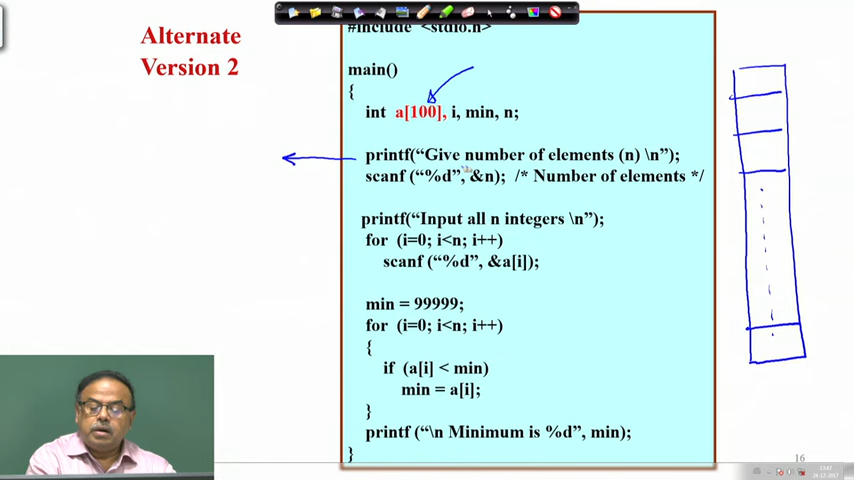 Alternate
Version 2
#include <stdio.h>
main()
{
int a[100], i, min, n;
printf(“Give number of elements (n) \n”);
scanf (“%d”, &n); /* Number of elements */
printf(“Input all n integers \n”);
for (i=0; i<n; i++)
scanf (“%d”, &a[i]);
min = 99999;
for (i=0; i<n; i++)
{
if (a[i] < min)
min = a[i];
}
printf (“\n Minimum is %d”, min);
}
16